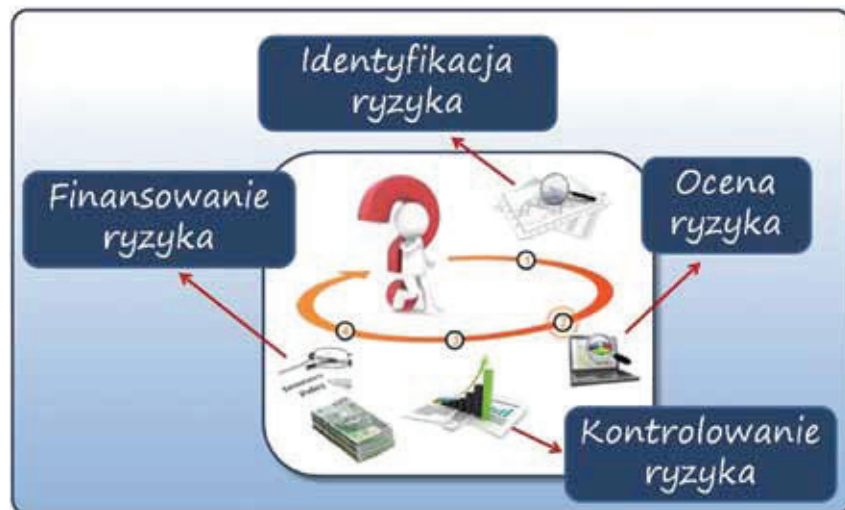 Identyfikacja
ryzyka
Finansowanie
ryzyka
Ocena
ryzyka
1
2
3
4
Kontrolowanie
ryzyka